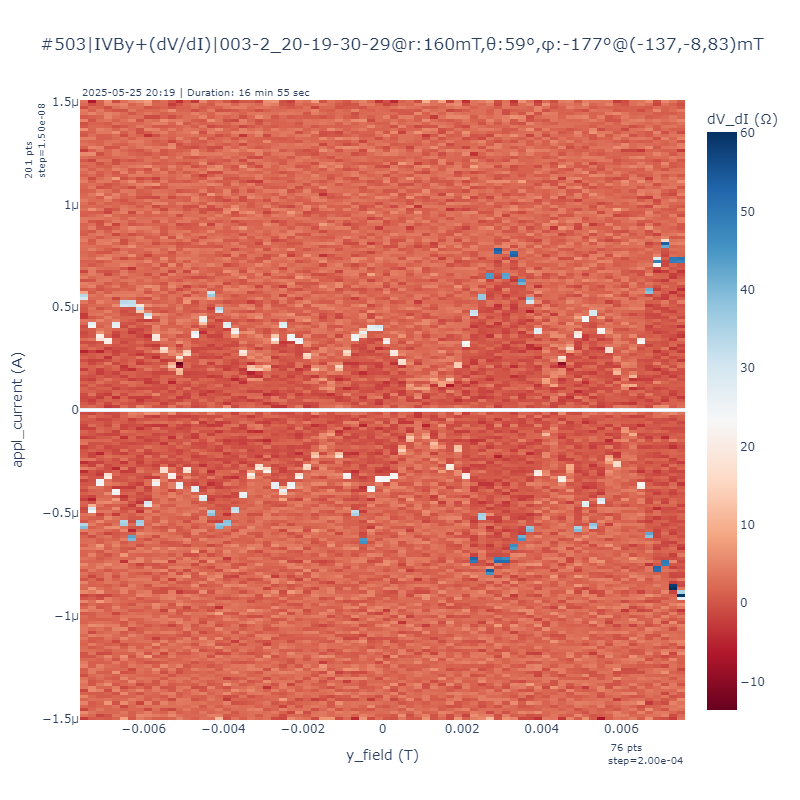 #503|IVBy+(dV/dI)|003-2_20-19-30-29@r:160mT,θ:59°,φ:-177°@(-137,-8,83)mT
2025-05-25 20:19 | Duration: 16 min 55 sec
201 pts
step=1.50e-08
dV_dI (Ω)
1.5μ
1μ
0.5μ
0
−0.5μ
−1μ
−1.5μ
appl_current (A)
60
50
40
30
20
10
0
−10
−0.006
−0.004
−0.002
0
0.002
0.004
0.006
y_field (T)
76 pts
step=2.00e-04